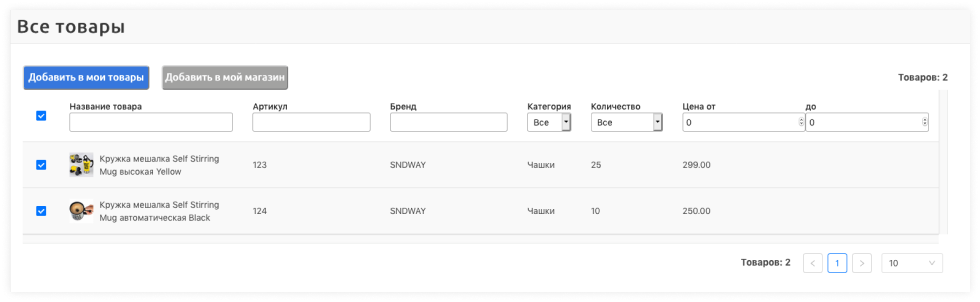 Все товары
Добавить в мои товары Добавить в мой магазин Товаров: 2
Название товара Артикул Бренд Категория Количество Цена от до
Все Все 0 0
Кружка мешалка Self Stirring
Mug высокая Yellow 123 SNDWAY Чашки 25 299.00
Кружка мешалка Self Stirring
Mug автоматическая Black 124 SNDWAY Чашки 10 250.00
Товаров: 2 < 1 > 10